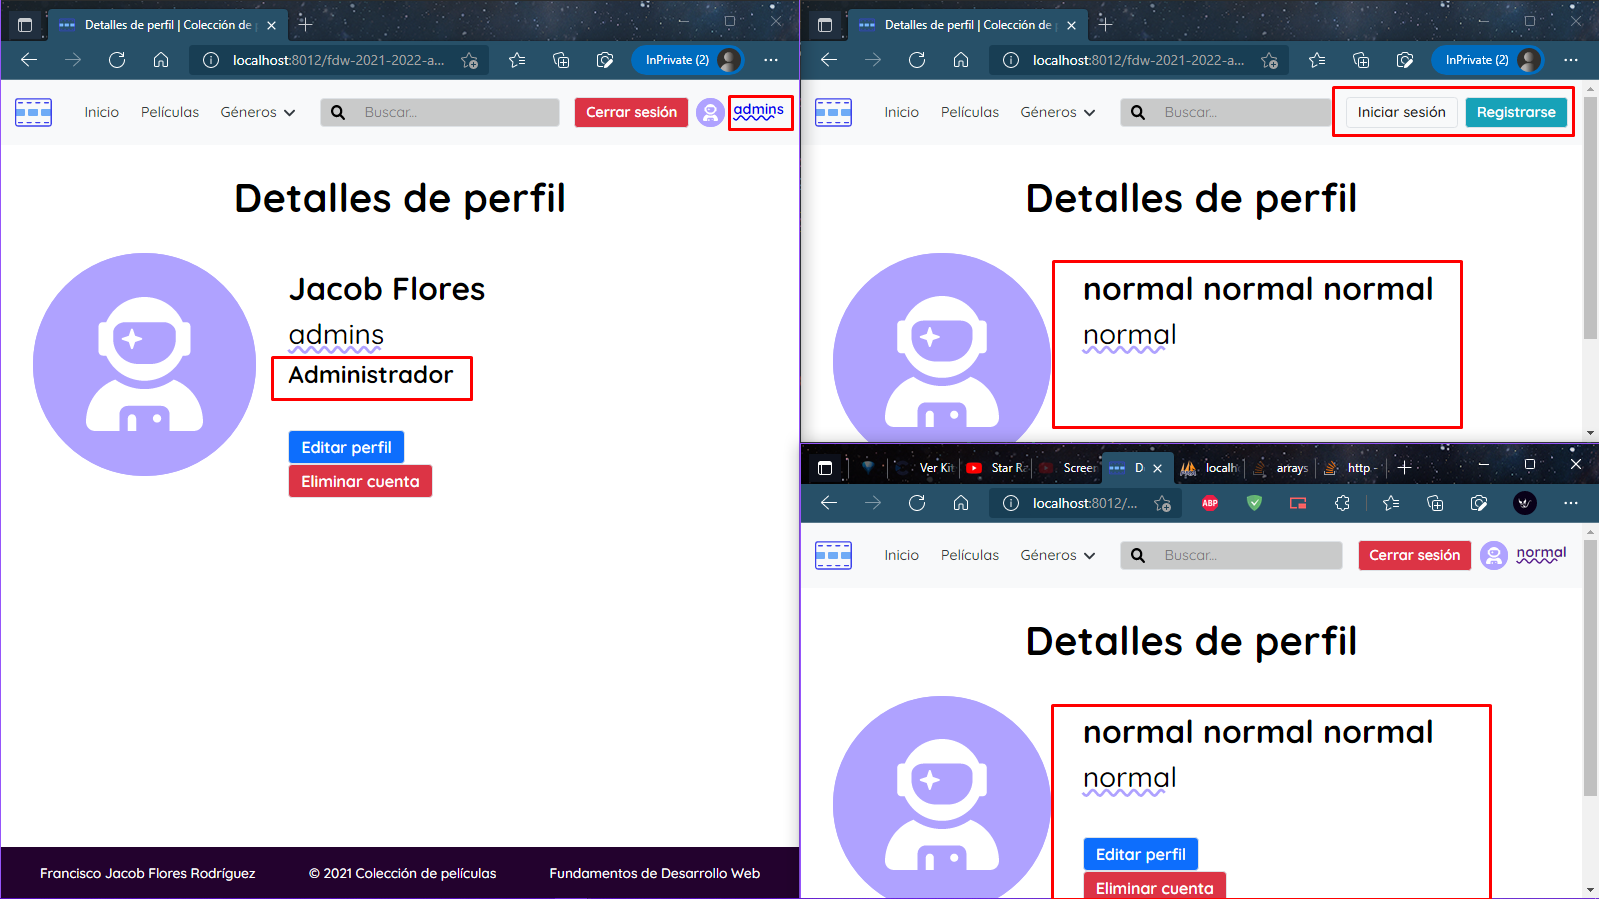 Detalles de perfil | Colección de p
localhost:8012/fdw-2021-2022-a...
InPrivate (2)
Inicio
Películas
Géneros
Buscar...
Cerrar sesión
admins
Detalles de perfil
Jacob Flores
admins
Administrador
Editar perfil
Eliminar cuenta
Francisco Jacob Flores Rodríguez
© 2021 Colección de películas
Fundamentos de Desarrollo Web
Detalles de perfil | Colección de p
localhost:8012/fdw-2021-2022-a...
InPrivate (2)
Inicio
Películas
Géneros
Buscar...
Iniciar sesión
Registrarse
Detalles de perfil
normal normal normal
normal
Ver Kit
Star Ra
Screen
D
localh
arrays
http -
localhost:8012/...
ABP
Inicio
Películas
Géneros
Buscar...
Cerrar sesión
normal
Detalles de perfil
normal normal normal
normal
Editar perfil
Eliminar cuenta